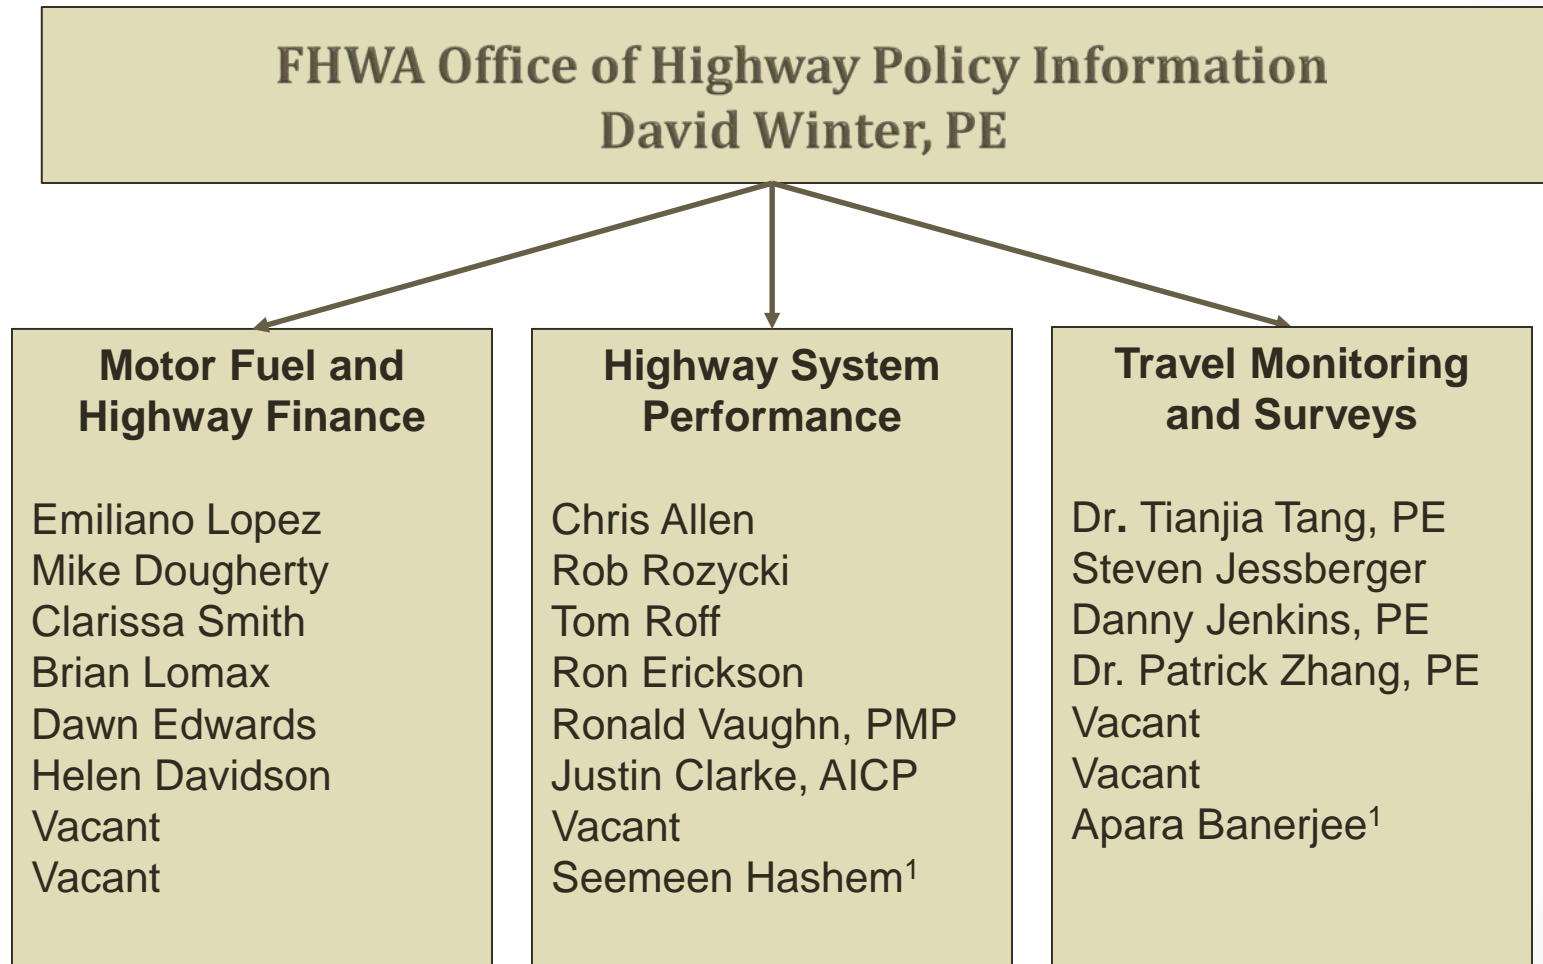 FHWA Office of Highway Policy Information
David Winter, PE
Motor Fuel and
Highway Finance
Emiliano Lopez
Mike Dougherty
Clarissa Smith
Brian Lomax
Dawn Edwards
Helen Davidson
Vacant
Vacant
Highway System
Performance
Chris Allen
Rob Rozycki
Tom Roff
Ron Erickson
Ronald Vaughn, PMP
Justin Clarke, AICP
Vacant
Seemeen Hashem¹
Travel Monitoring
and Surveys
Dr. Tianjia Tang, PE
Steven Jessberger
Danny Jenkins, PE
Dr. Patrick Zhang, PE
Vacant
Vacant
Apara Banerjee¹